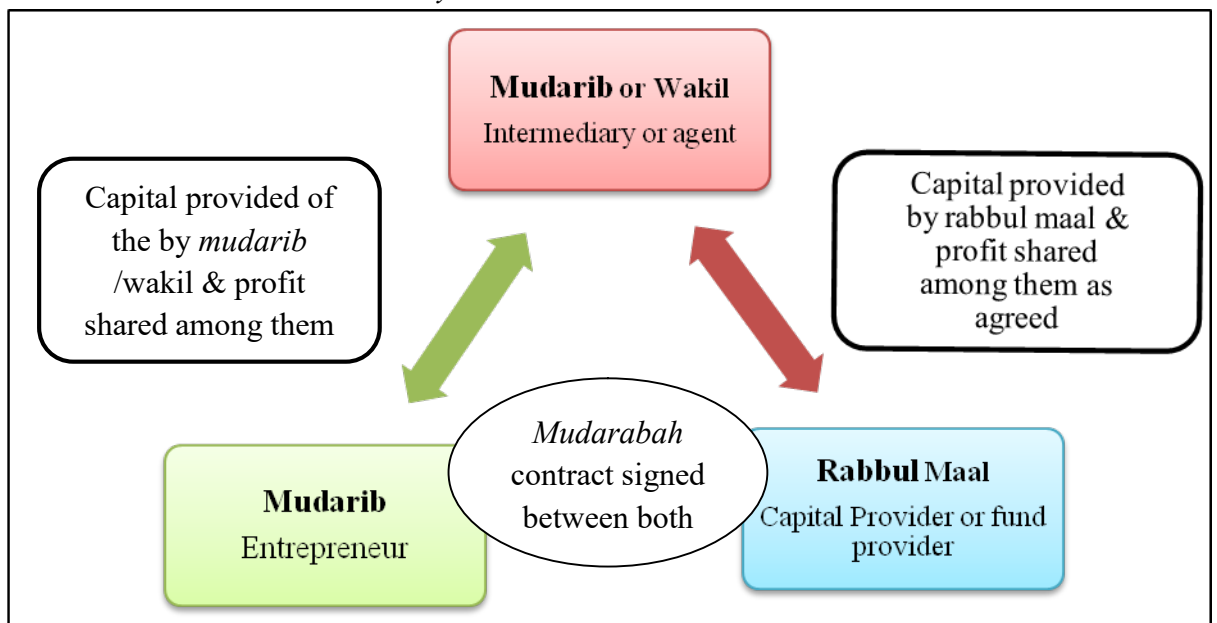 y
Mudarib or Wakil
Intermediary or agent
Capital provided of
the by mudarib
/wakil & profit
shared among them
Capital provided
by rabbul maal &
profit shared
among them as
agreed
Mudarabah
contract signed
between both
Mudarib
Entrepreneur
Rabbul Maal
Capital Provider or fund
provider